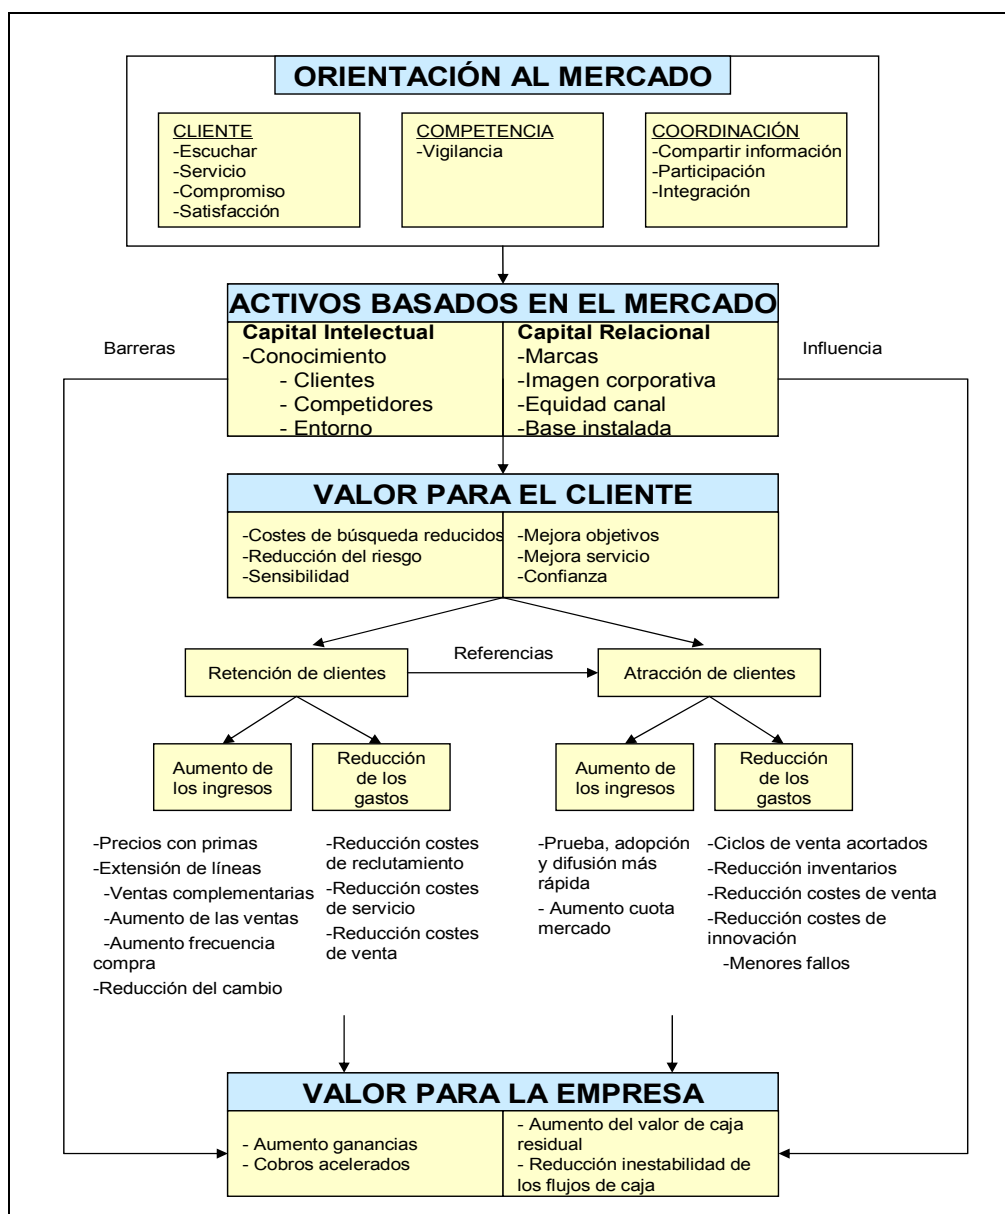 ORIENTACIÓN AL MERCADO
CLIENTE
-Escuchar
-Servicio
-Compromiso
-Satisfacción
COMPETENCIA
-Vigilancia
COORDINACIÓN
-Compartir información
-Participación
-Integración
ACTIVOS BASADOS EN EL MERCADO
Barreras
Capital Intelectual
-Conocimiento
- Clientes
- Competidores
- Entorno
Capital Relacional
-Marcas
-Imagen corporativa
-Equidad canal
-Base instalada
Influencia
VALOR PARA EL CLIENTE
-Costes de búsqueda reducidos
-Reducción del riesgo
-Sensibilidad
-Mejora objetivos
-Mejora servicio
-Confianza
Retención de clientes
Referencias
Atracción de clientes
Aumento de
los ingresos
Reducción
de los
gastos
Aumento de
los ingresos
Reducción
de los
gastos
-Precios con primas
-Extensión de líneas
-Ventas complementarias
-Aumento de las ventas
-Aumento frecuencia
compra
-Reducción del cambio
-Reducción costes
de reclutamiento
-Reducción costes
de servicio
-Reducción costes
de venta
-Prueba, adopción
y difusión más
rápida
- Aumento cuota
mercado
-Ciclos de venta acortados
-Reducción inventarios
-Reducción costes de venta
-Reducción costes de
innovación
-Menores fallos
VALOR PARA LA EMPRESA
- Aumento ganancias
- Cobros acelerados
- Aumento del valor de caja
residual
- Reducción inestabilidad de
los flujos de caja